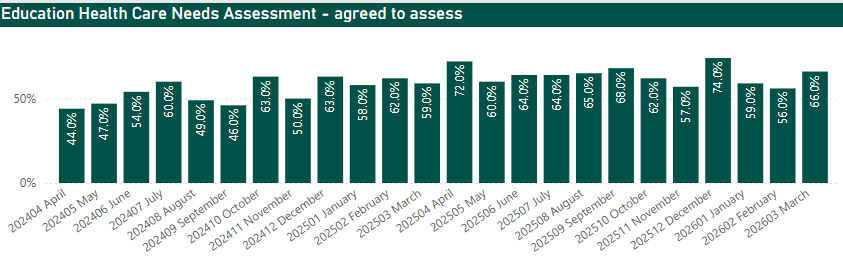 Education Health Care Needs Assessment - agreed to assess
50%
0%
44.0%
47.0%
54.0%
60.0%
49.0%
46.0%
63.0%
50.0%
63.0%
58.0%
62.0%
59.0%
72.0%
60.0%
64.0%
64.0%
65.0%
68.0%
62.0%
57.0%
74.0%
59.0%
56.0%
66.0%
202404 April
202405 May
202406 June
202407 July
202408 August
202409 September
202410 October
202411 November
202412 December
202501 January
202502 February
202503 March
202504 April
202505 May
202506 June
202507 July
202508 August
202509 September
202510 October
202511 November
202512 December
202601 January
202602 February
202603 March